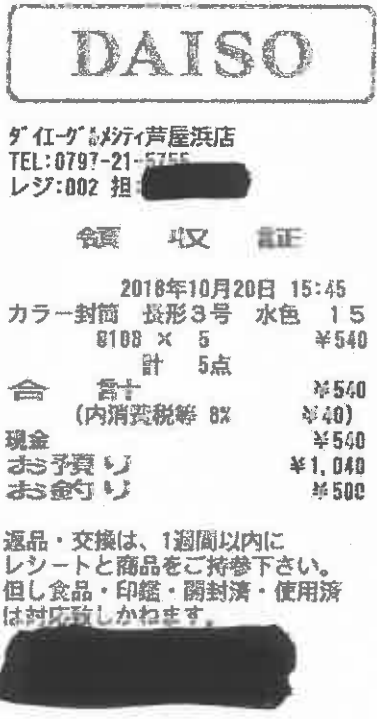 DAISO
ダイエーグルメシティ芦屋浜店
TEL:0797-21-5755
レジ:002 担:
領 収 証
2018年10月20日 15:45
カラー封筒 長形3号 水色 15
@108 × 5 ¥540
計 5点
合 計 ¥540
(内消費税等 8% ¥40)
現金 ¥540
お預り ¥1,040
お釣り ¥500
返品・交換は、1週間以内に
レシートと商品をご持参下さい。
但し食品・印鑑・開封済・使用済
は対応致しかねます。